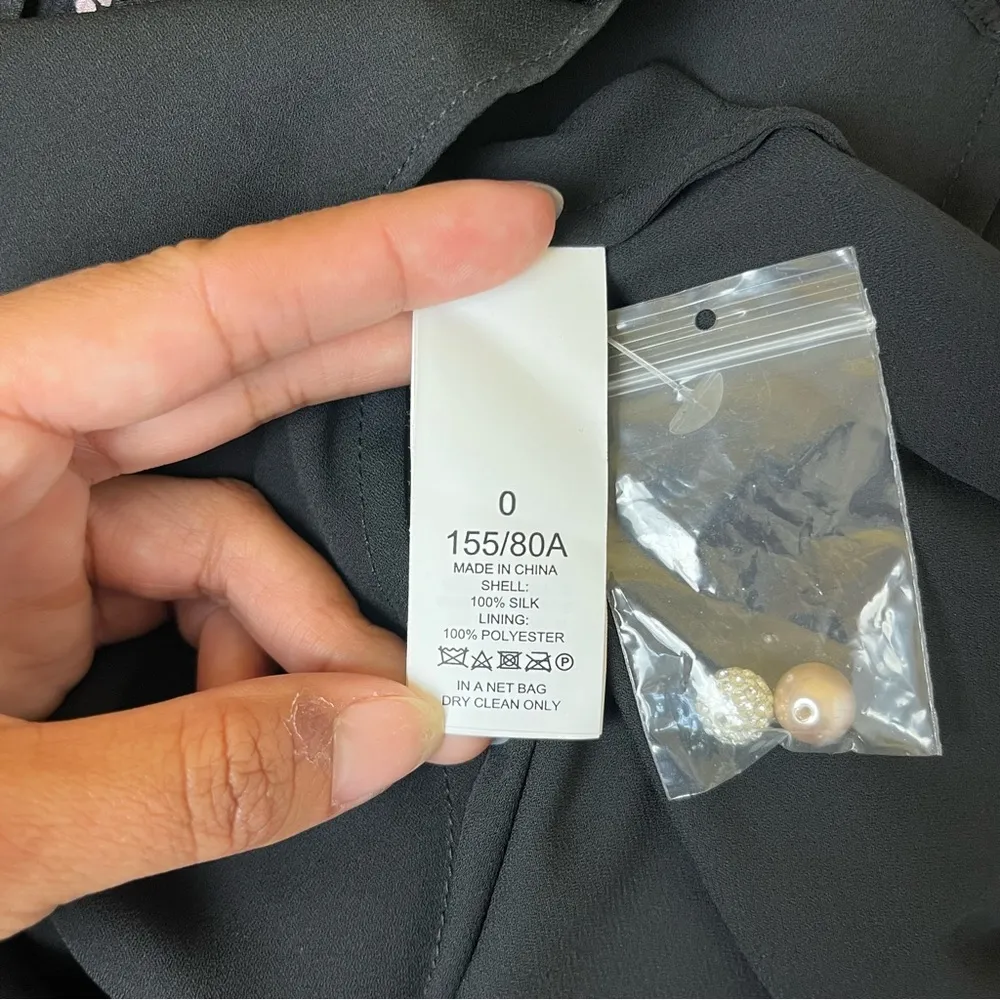 0
155/80A
MADE IN CHINA
SHELL:
100% SILK
LINING:
100% POLYESTER
P
IN A NET BAG
DRY CLEAN ONLY